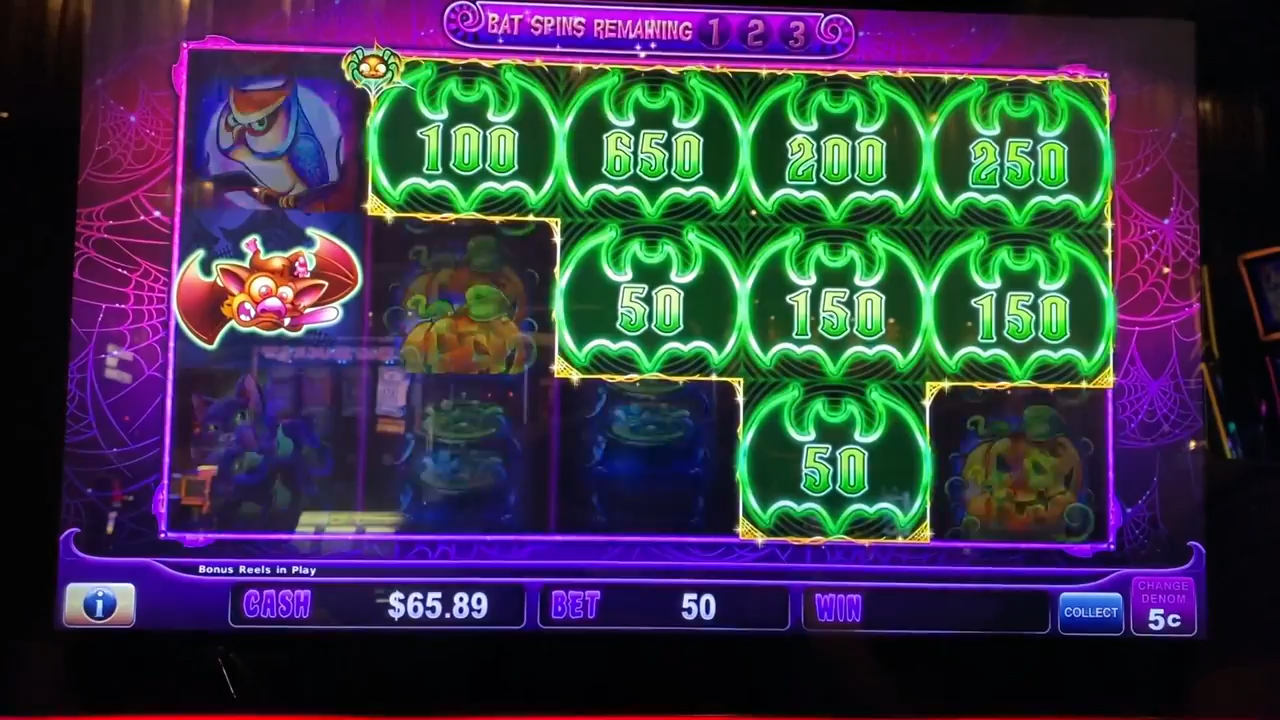 BAT SPINS REMAINING 1 2 3
100 650 200 250
50 150 150
50
Bonus Reels in Play
CASH $65.89 BET 50 WIN COLLECT
CHANGE
DENOM
5¢